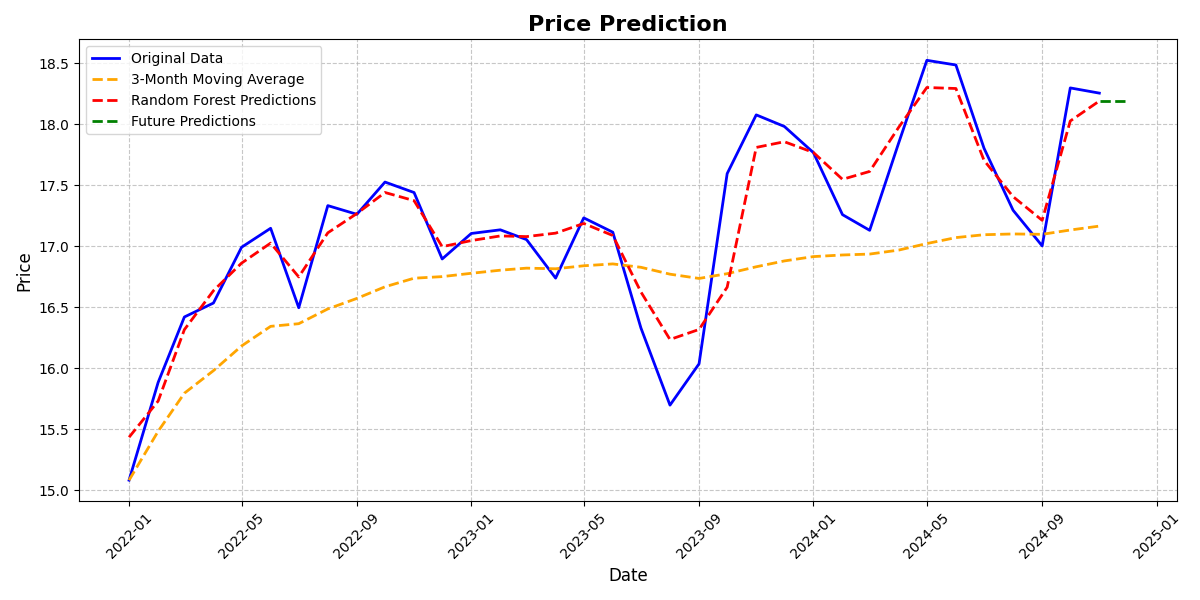 Price Prediction
Original Data
3-Month Moving Average
Random Forest Predictions
Future Predictions
Price
18.5
18.0
17.5
17.0
16.5
16.0
15.5
15.0
2022-01
2022-05
2022-09
2023-01
2023-05
2023-09
2024-01
2024-05
2024-09
2025-01
Date